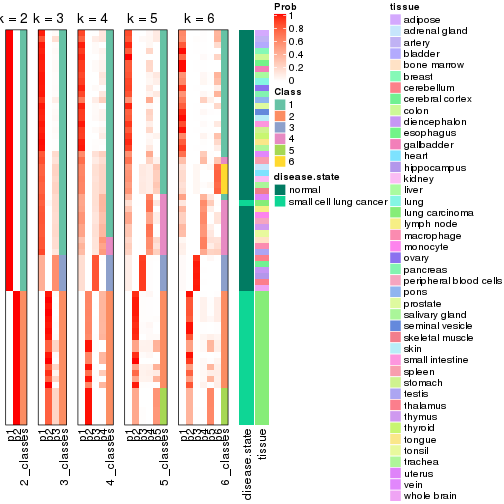 k = 2
k = 3
k = 4
k = 5
k = 6
p1
p2
2_classes
p1
p2
p3
3_classes
p1
p2
p3
p4
4_classes
p1
p2
p3
p4
p5
5_classes
p1
p2
p3
p4
p5
p6
6_classes
disease.state
tissue
Prob
1
0.8
0.6
0.4
0.2
0
Class
1
2
3
4
5
6
disease.state
normal
small cell lung cancer
tissue
adipose
adrenal gland
artery
bladder
bone marrow
breast
cerebellum
cerebral cortex
colon
diencephalon
esophagus
gallbladder
heart
hippocampus
kidney
liver
lung
lung carcinoma
lymph node
macrophage
monocyte
ovary
pancreas
peripheral blood cells
pons
prostate
salivary gland
seminal vesicle
skeletal muscle
skin
small intestine
spleen
stomach
testis
thalamus
thymus
thyroid
tongue
tonsil
trachea
uterus
vein
whole brain